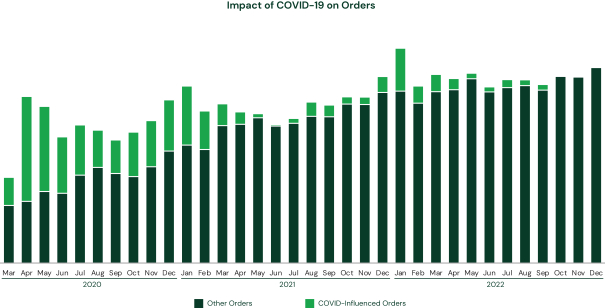 Impact of COVID-19 on Orders
Mar Apr May Jun Jul Aug Sep Oct Nov Dec Jan Feb Mar Apr May Jun Jul Aug Sep Oct Nov Dec Jan Feb Mar Apr May Jun Jul Aug Sep Oct Nov Dec
2020 2021 2022
Other Orders COVID-Influenced Orders